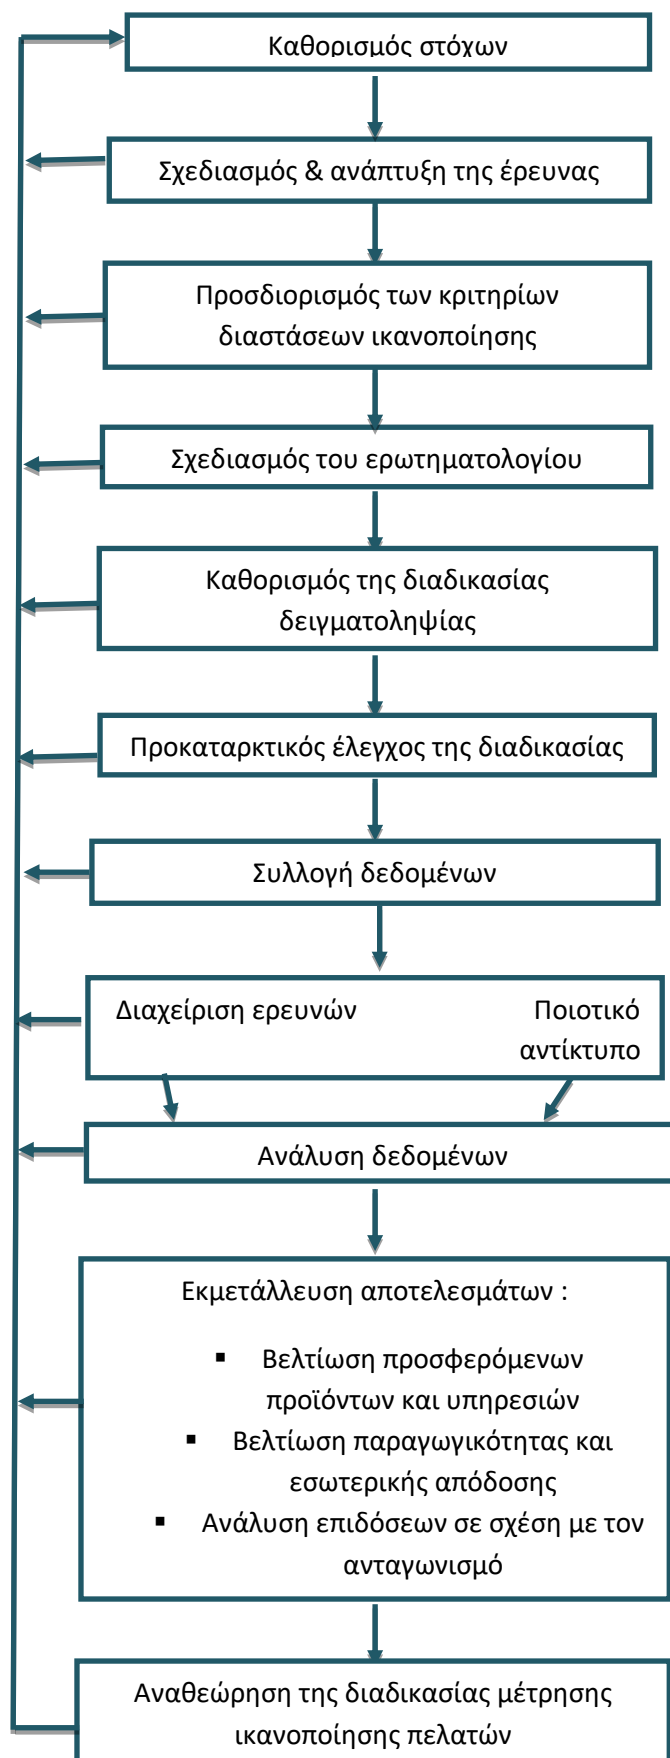 Καθορισμός στόχων
Σχεδιασμός & ανάπτυξη της έρευνας
Προσδιορισμός των κριτηρίων
διαστάσεων ικανοποίησης
Σχεδιασμός του ερωτηματολογίου
Καθορισμός της διαδικασίας
δειγματοληψίας
Προκαταρκτικός έλεγχος της διαδικασίας
Συλλογή δεδομένων
Διαχείριση ερευνών Ποιοτικό
αντίκτυπο
Ανάλυση δεδομένων
Εκμετάλλευση αποτελεσμάτων :
▪ Βελτίωση προσφερόμενων
προϊόντων και υπηρεσιών
▪ Βελτίωση παραγωγικότητας και
εσωτερικής απόδοσης
▪ Ανάλυση επιδόσεων σε σχέση με τον
ανταγωνισμό
Αναθεώρηση της διαδικασίας μέτρησης
ικανοποίησης πελατών